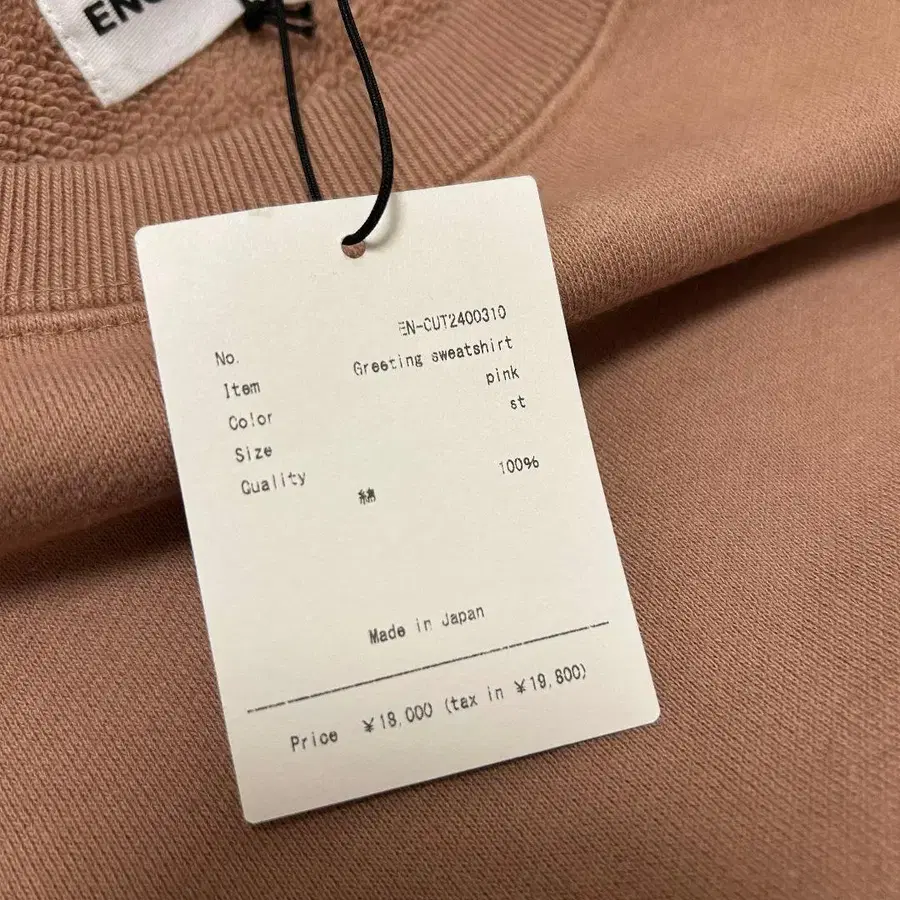 No. EN-CUT2400310
Item Greeting sweatshirt
Color pink
Size st
Quality
綿 100%
Made in Japan
Price ¥18,000 (tax in ¥19,800)